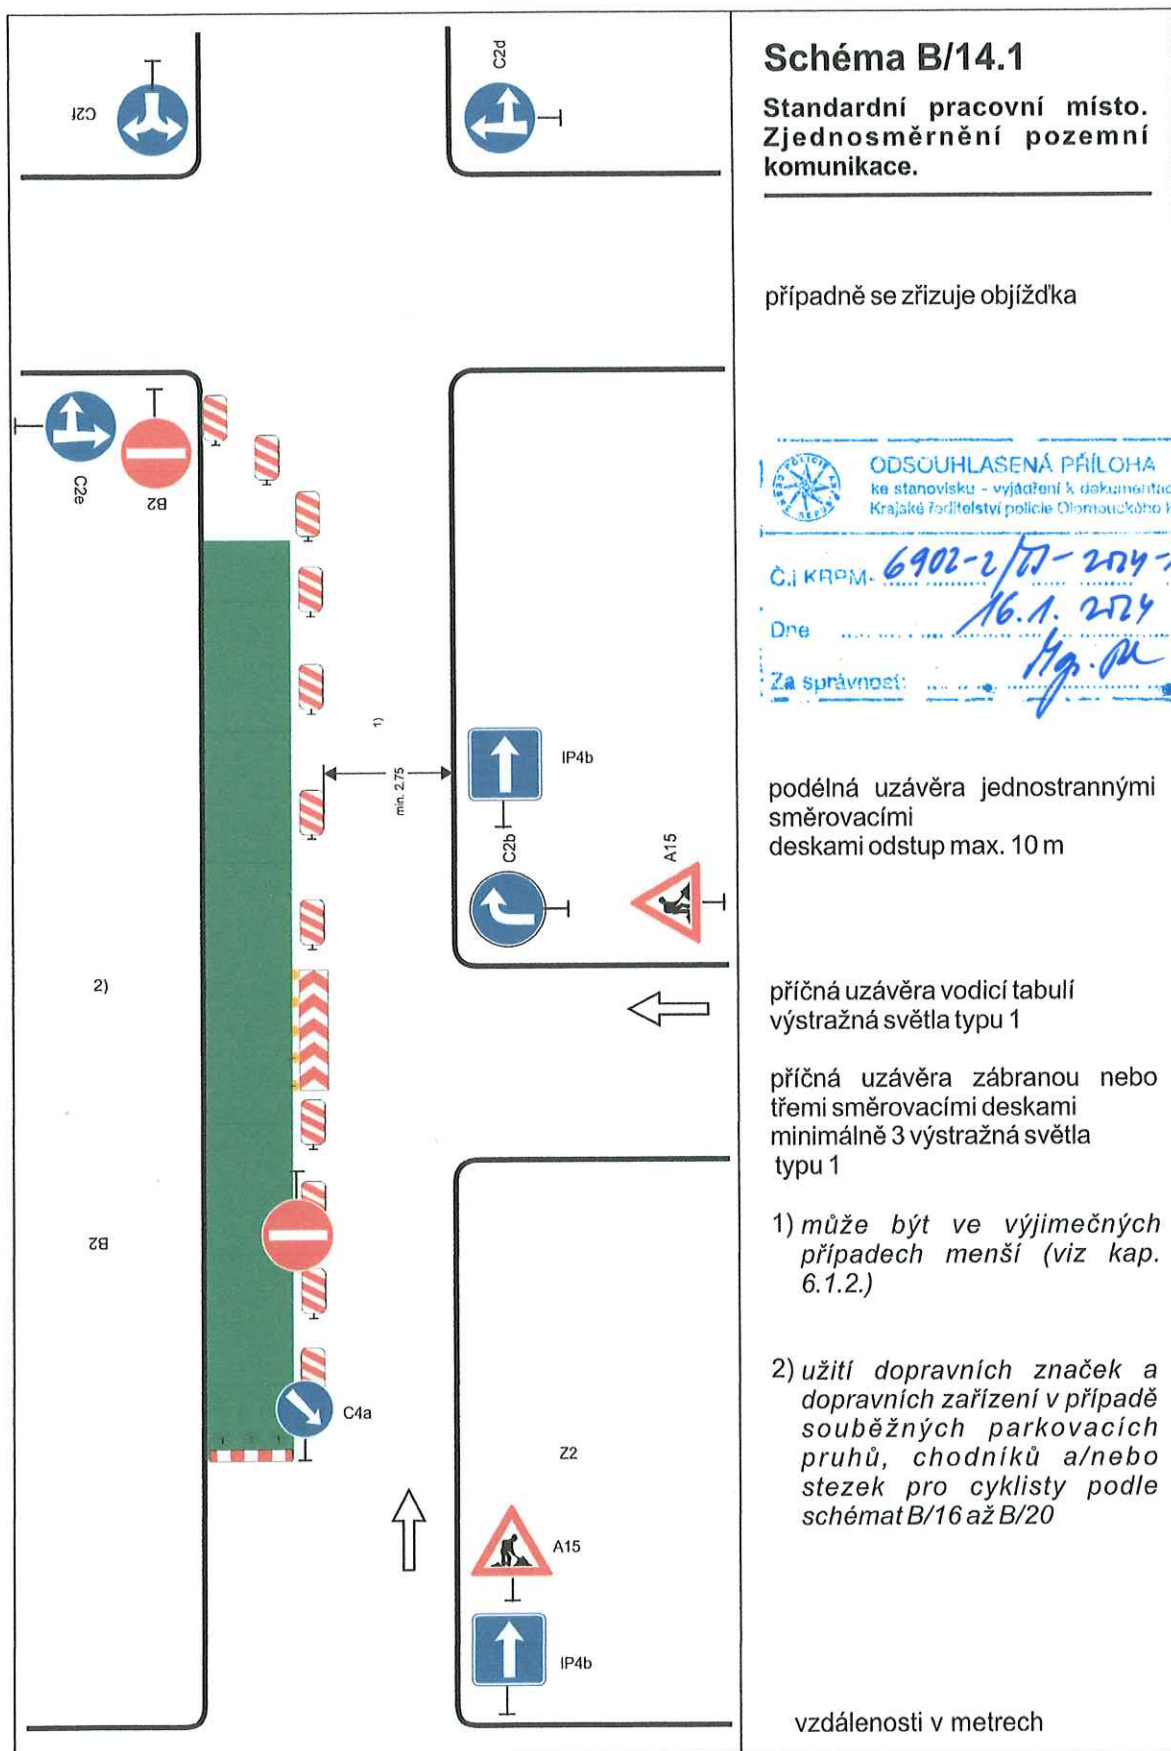 Schéma B/14.1
Standardní pracovní místo.
Zjednosměrnění pozemní
komunikace.
případně se zřizuje objížďka
ODSOUHLASENÁ PŘÍLOHA
ke stanovisku - vyjádření k dokumentac
Krajské ředitelství policie Olomouckého k
Č.j KRPM- 6902-2/
Dne 16.1. 2024
Za správnost: Mgr.
podélná uzávěra jednostrannými
směrovacími
deskami odstup max. 10 m
příčná uzávěra vodicí tabulí
výstražná světla typu 1
příčná uzávěra zábranou nebo
třemi směrovacími deskami
minimálně 3 výstražná světla
typu 1
1) může být ve výjimečných
případech menší (viz kap.
6.1.2.)
2) užití dopravních značek a
dopravních zařízení v případě
souběžných parkovacích
pruhů, chodníků a/nebo
stezek pro cyklisty podle
schémat B/16 až B/20
vzdálenosti v metrech
C2f
C2d
C2e
B2
1)
min. 2.75
IP4b
C2b
A15
2)
B2
C4a
Z2
A15
IP4b